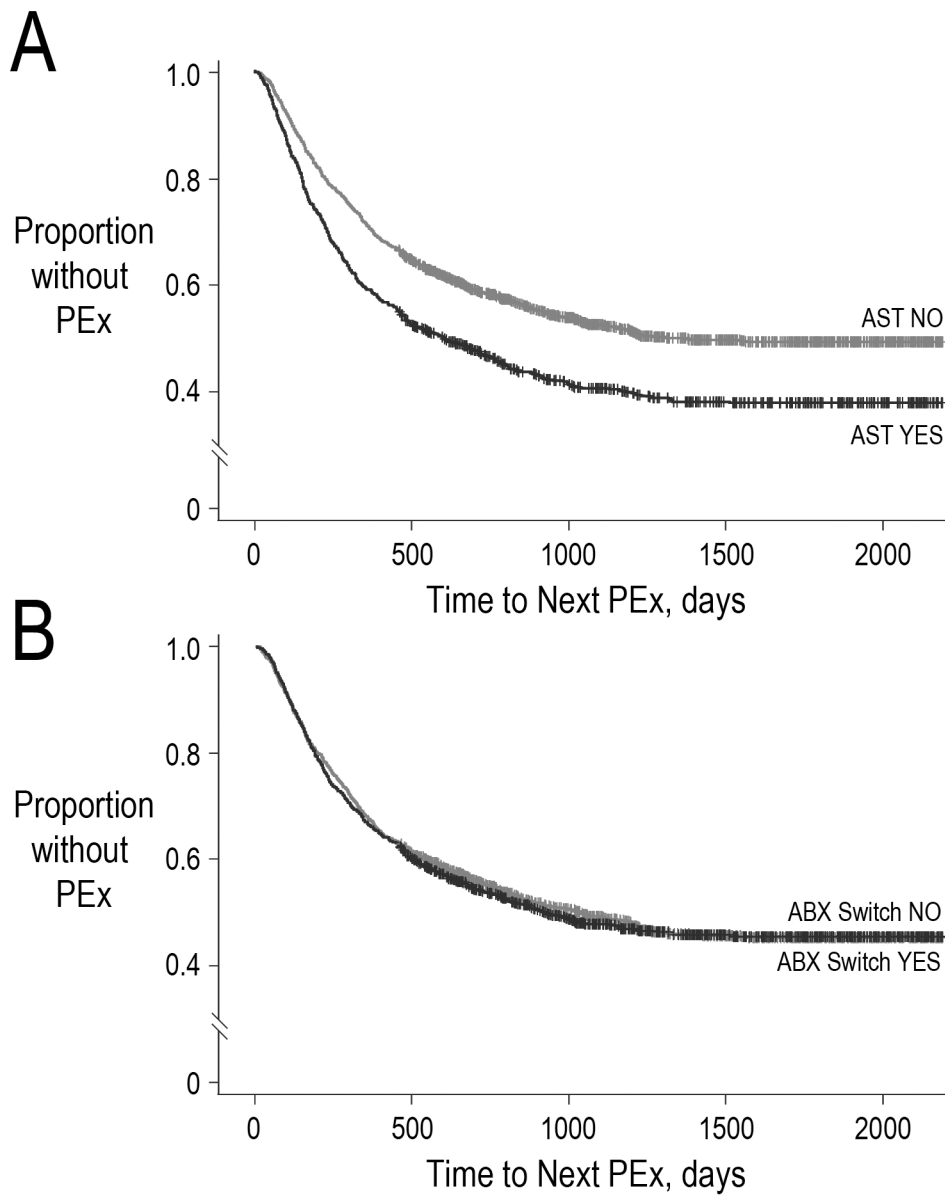 A
1.0
0.8
Proportion
without
PEx
0.6
AST NO
0.4
AST YES
0
0 500 1000 1500 2000
Time to Next PEx, days
B
1.0
0.8
Proportion
without
PEx
0.6
ABX Switch NO
0.4
ABX Switch YES
0
0 500 1000 1500 2000
Time to Next PEx, days